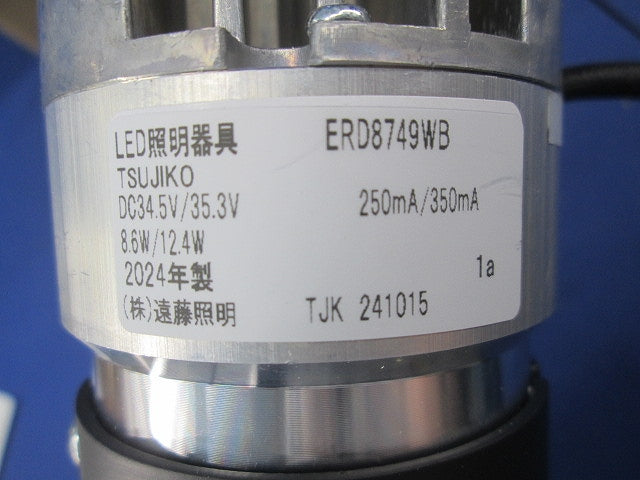 LED照明器具 ERD8749WB
TSUJIKO
DC34.5V/35.3V 250mA/350mA
8.6W/12.4W
2024年製 1a
(株)遠藤照明 TJK 241015